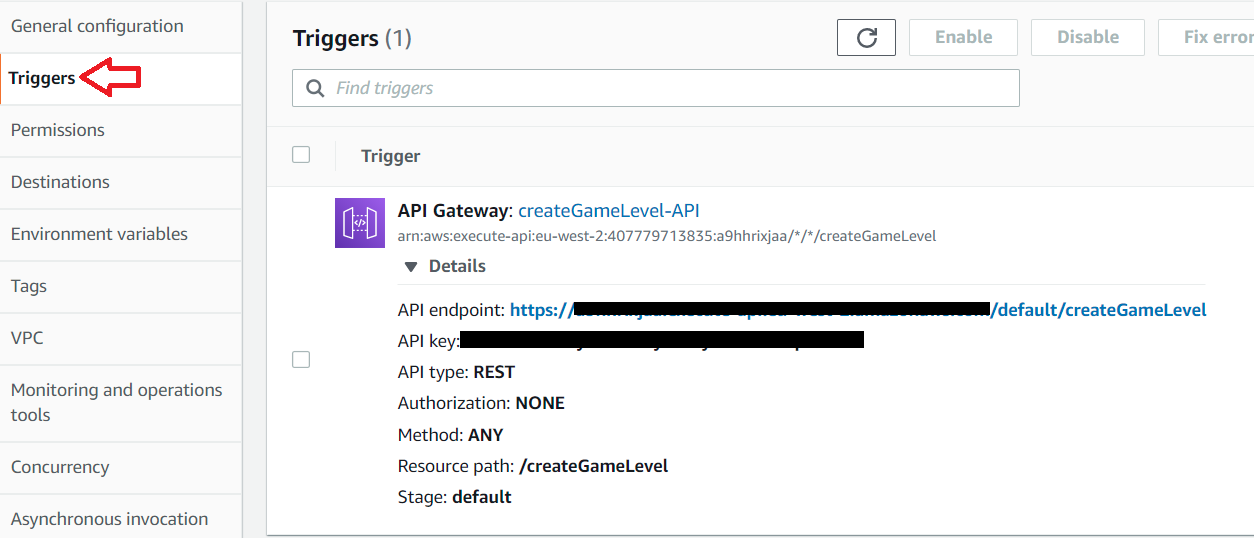 General configuration
Triggers
Permissions
Destinations
Environment variables
Tags
VPC
Monitoring and operations
tools
Concurrency
Asynchronous invocation
Triggers (1)
Enable
Disable
Fix error
Find triggers
Trigger
API Gateway: createGameLevel-API
arn:aws:execute-api:eu-west-2:407779713835:a9hhrixjaa/*/*/createGameLevel
Details
API endpoint: https:///default/createGameLevel
API key:
API type: REST
Authorization: NONE
Method: ANY
Resource path: /createGameLevel
Stage: default